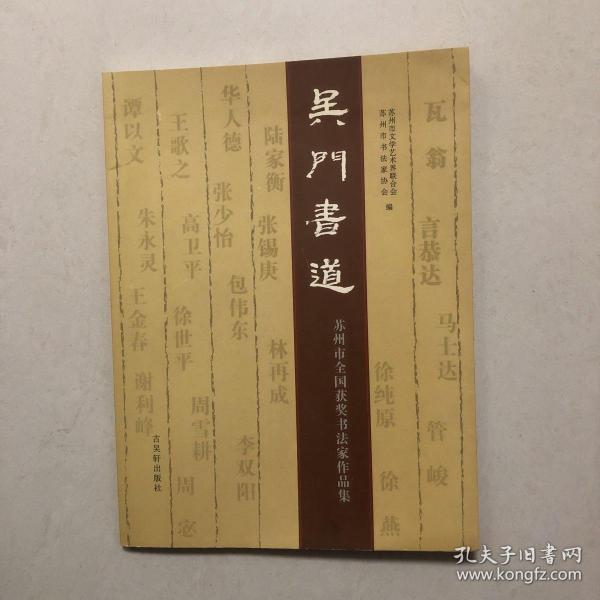 吴門書道
苏州市全国获奖书法家作品集
苏州市文学艺术界联合会
苏州市书法家协会
编
瓦翁
言恭达
马士达
管峻
徐纯原
徐燕
陆家衡
张锡庚
林再成
华人德
张少怡
包伟东
李双阳
王歌之
高卫平
徐世平
周雪耕
周宓
谭以文
朱永灵
王金春
谢利峰
古吴轩出版社
孔夫子旧书网
www.kongfz.com